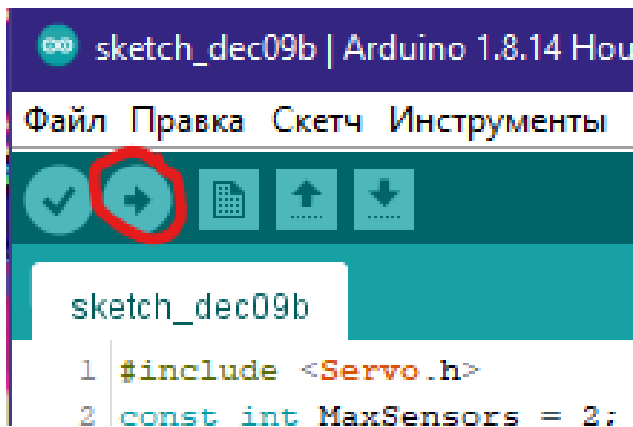 sketch_dec09b | Arduino 1.8.14 Hou
Файл Правка Скетч Инструменты
sketch_dec09b
1 #include <Servo.h>
2 const int MaxSensors = 2;